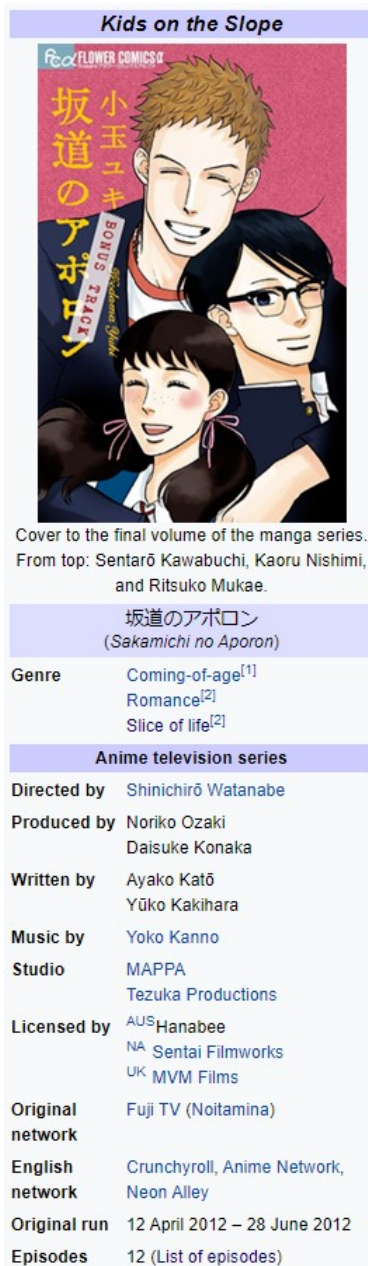 Kids on the Slope
FCα FLOWER COMICS α
小玉ユキ
坂道のアポロン
BONUS TRACK
Kodama Yuki
Cover to the final volume of the manga series.
From top: Sentarō Kawabuchi, Kaoru Nishimi,
and Ritsuko Mukae.
坂道のアポロン
(Sakamichi no Aporon)
Genre Coming-of-age[1]
Romance[2]
Slice of life[2]
Anime television series
Directed by Shinichirō Watanabe
Produced by Noriko Ozaki
Daisuke Konaka
Written by Ayako Katō
Yūko Kakihara
Music by Yoko Kanno
Studio MAPPA
Tezuka Productions
Licensed by AUSHanabee
NA Sentai Filmworks
UK MVM Films
Original Fuji TV (Noitamina)
network
English Crunchyroll, Anime Network,
network Neon Alley
Original run 12 April 2012 – 28 June 2012
Episodes 12 (List of episodes)